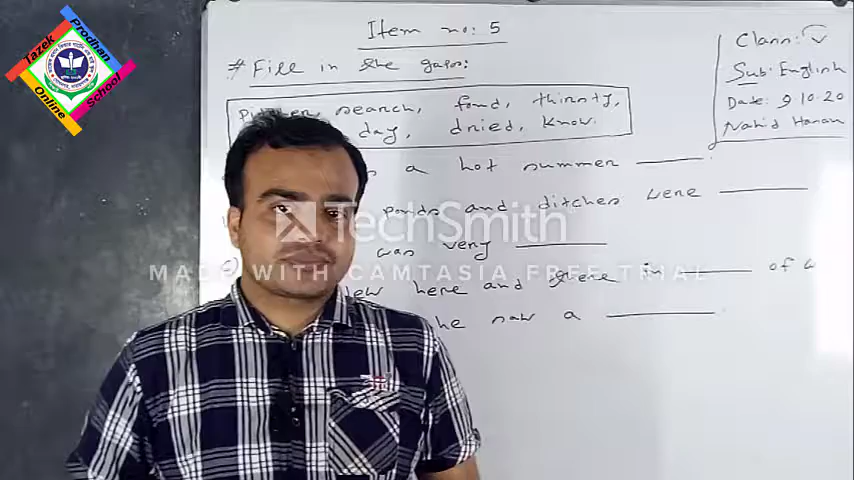 Tazek
Prodhan
Online
School
Item no: 5
# Fill in the gaps:
search, food, thirsty,
day, dried, know.
a hot summer
ponds and ditches were
was very
here and there in of
he saw a
Class: V
Sub: English
Date: 9 10.20
Nahid Hasan
TechSmith
MADE WITH CAMTASIA FREE TRIAL